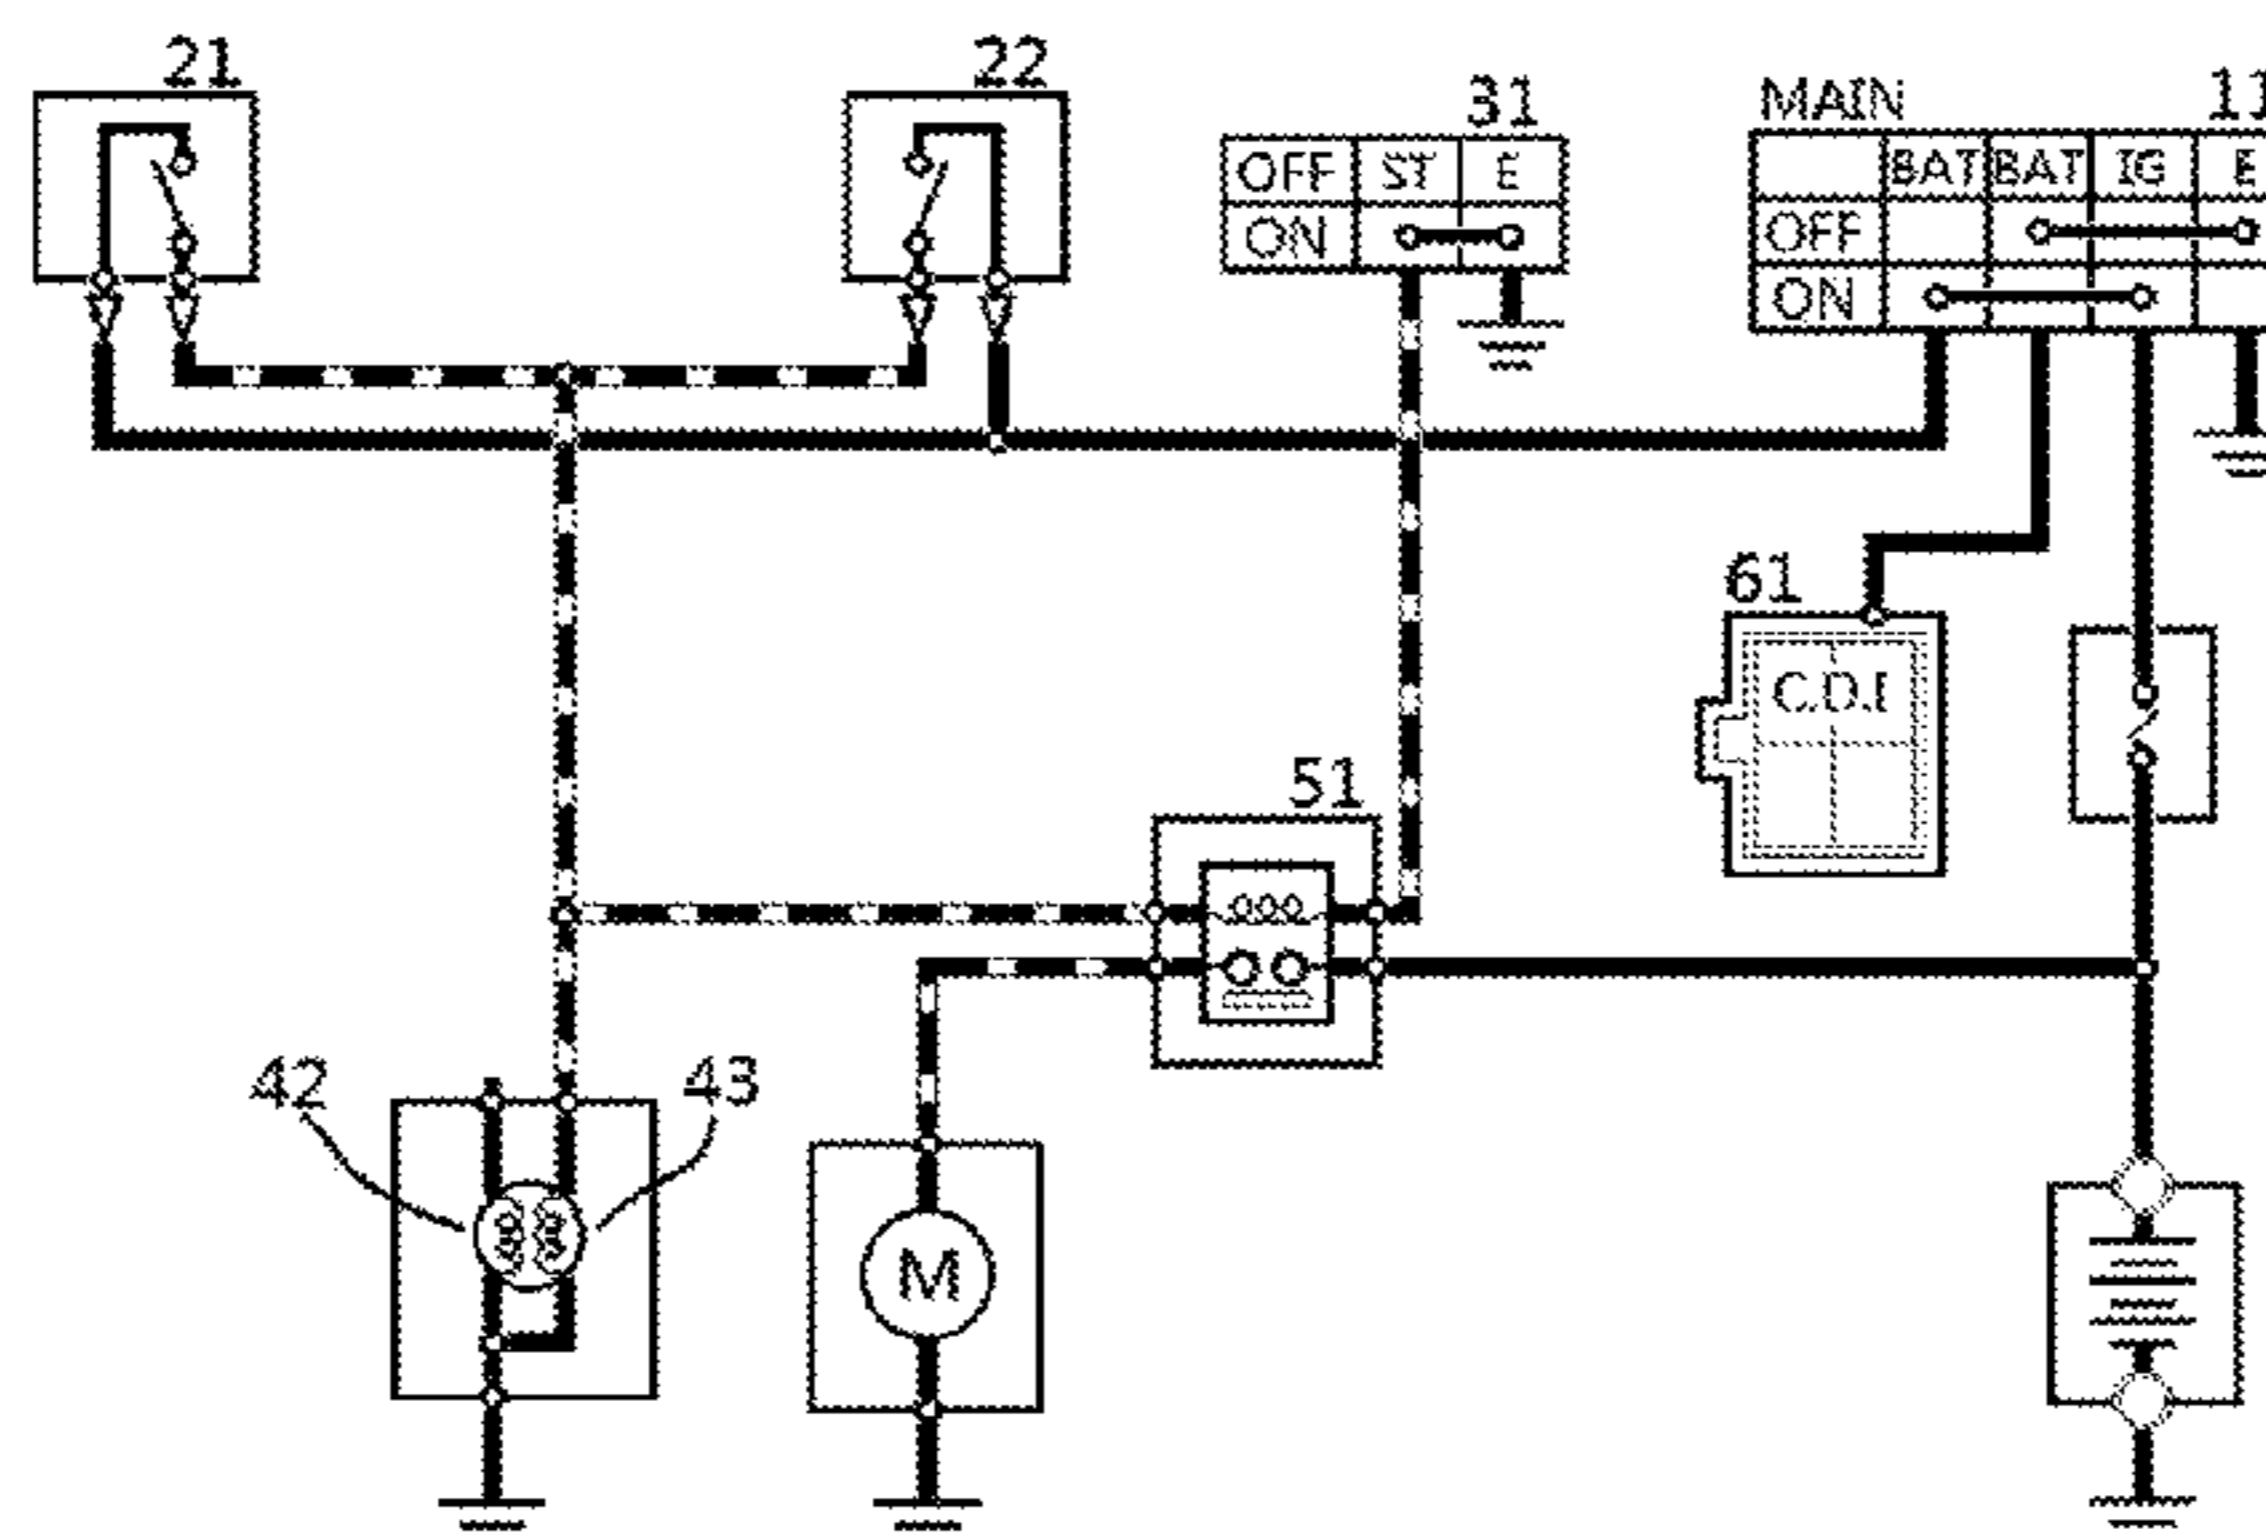 21
22
31
MAIN
11
OFF ST E
ON
BAT BAT IG E
OFF
ON
61
C.D.I
51
42
43
M